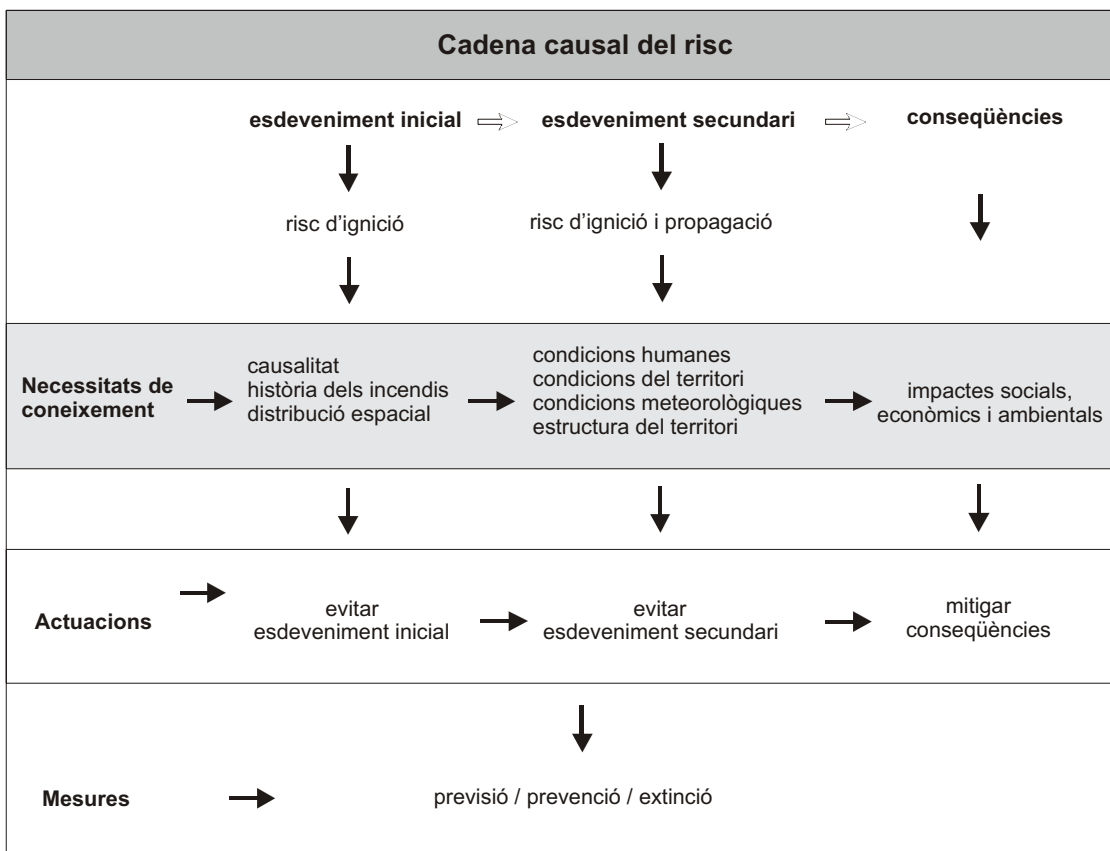 Cadena causal del risc
esdeveniment inicial
esdeveniment secundari
conseqüències
risc d’ignició
risc d’ignició i propagació
Necessitats de
coneixement
causalitat
història dels incendis
distribució espacial
condicions humanes
condicions del territori
condicions meteorològiques
estructura del territori
impactes socials,
econòmics i ambientals
Actuacions
evitar
esdeveniment inicial
evitar
esdeveniment secundari
mitigar
conseqüències
Mesures
previsió / prevenció / extinció